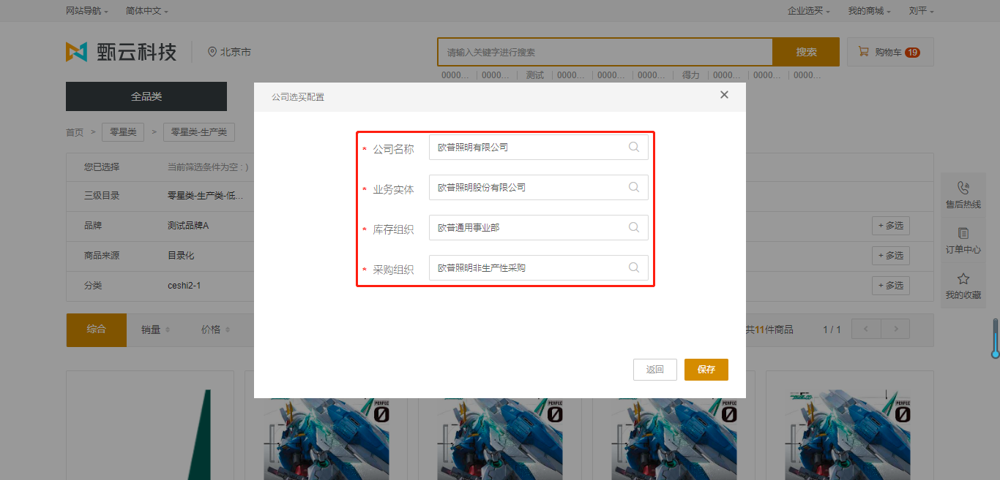 网站导航 简体中文 企业选买 我的商城 刘平
甄云科技 北京市 请输入关键字进行搜索 搜索 购物车 19
0000... 0000... 测试 0000... 0000... 0000... 得力 0000... 0000... 0000...
全品类
公司选买配置
首页 > 零星类 > 零星类-生产类
* 公司名称 欧普照明有限公司
* 业务实体 欧普照明股份有限公司
* 库存组织 欧普通用事业部
* 采购组织 欧普照明非生产性采购
返回 保存
您已选择 当前筛选条件为空 : )
三级目录 零星类-生产类-低...
品牌 测试品牌A + 多选
商品来源 目录化 + 多选
分类 ceshi2-1 + 多选
售后热线
订单中心
我的收藏
综合 销量 价格 共11件商品 1 / 1
PERFEC
0
PERFEC
0
PERFEC
0
PERFEC
0